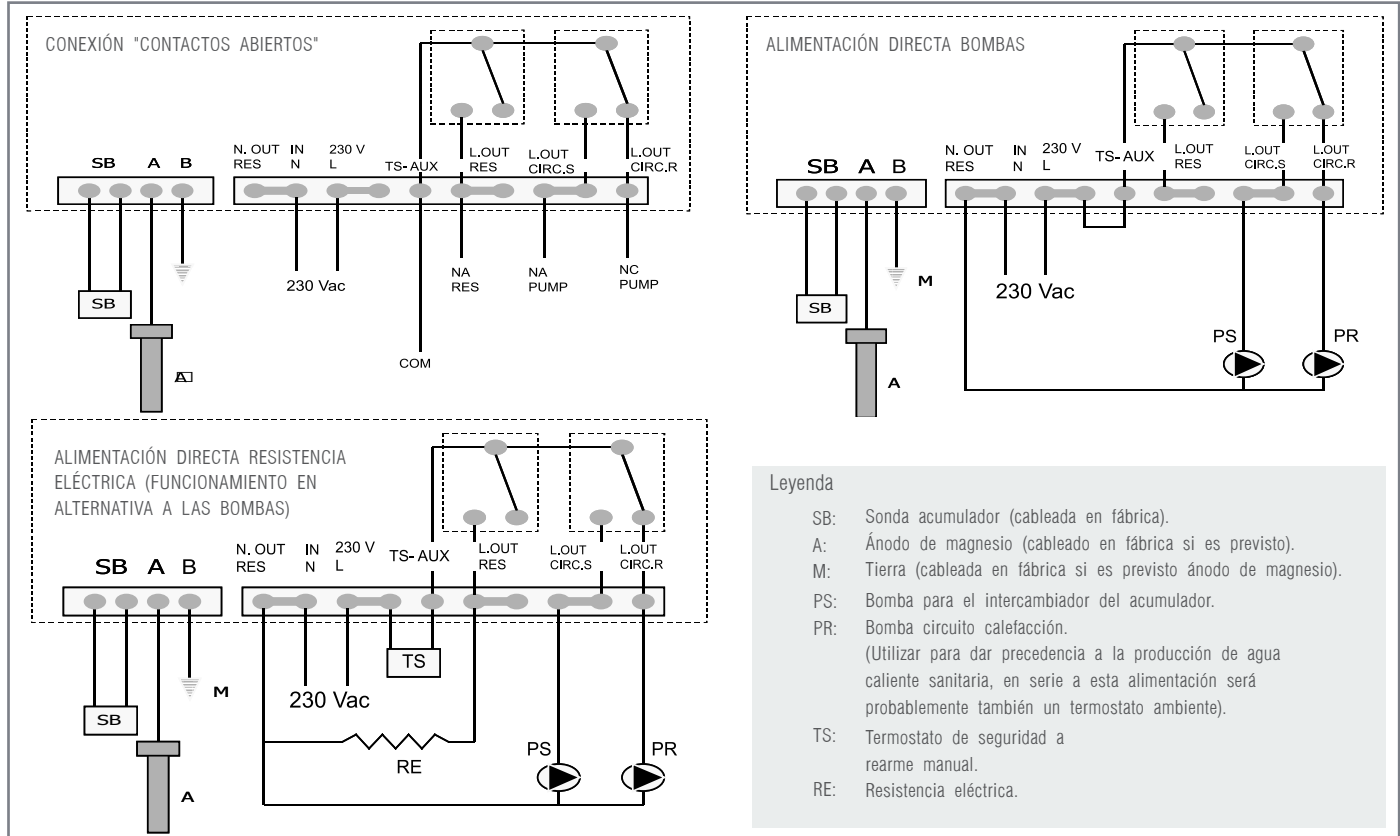 CONEXIÓN "CONTACTOS ABIERTOS"
SB A B
N. OUT RES
IN N
230 V L
TS-AUX
L.OUT RES
L.OUT CIRC.S
L.OUT CIRC.R
230 Vac
NA RES
NA PUMP
NC PUMP
SB
COM
A
ALIMENTACIÓN DIRECTA BOMBAS
SB A B
N. OUT RES
IN N
230 V L
TS-AUX
L.OUT RES
L.OUT CIRC.S
L.OUT CIRC.R
M
230 Vac
SB
PS
PR
A
ALIMENTACIÓN DIRECTA RESISTENCIA
ELÉCTRICA (FUNCIONAMIENTO EN
ALTERNATIVA A LAS BOMBAS)
SB A B
N. OUT RES
IN N
230 V L
TS-AUX
L.OUT RES
L.OUT CIRC.S
L.OUT CIRC.R
TS
M
230 Vac
SB
RE
PS
PR
A
Leyenda
SB: Sonda acumulador (cableada en fábrica).
A: Ánodo de magnesio (cableado en fábrica si es previsto).
M: Tierra (cableada en fábrica si es previsto ánodo de magnesio).
PS: Bomba para el intercambiador del acumulador.
PR: Bomba circuito calefacción.
(Utilizar para dar precedencia a la producción de agua
caliente sanitaria, en serie a esta alimentación será
probablemente también un termostato ambiente).
TS: Termostato de seguridad a
rearme manual.
RE: Resistencia eléctrica.